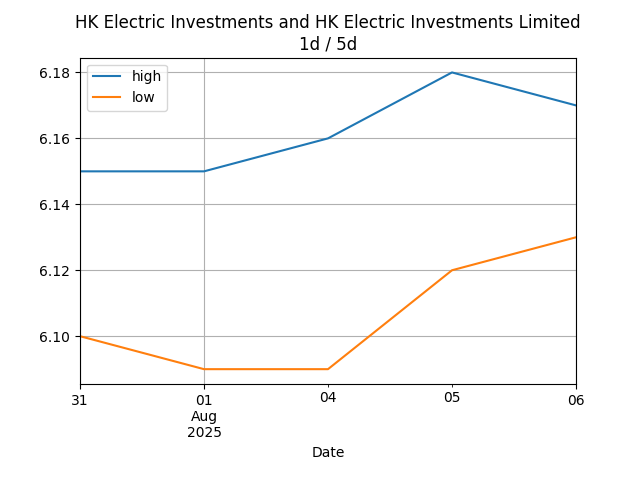 HK Electric Investments and HK Electric Investments Limited
1d / 5d
high
low
6.18
6.16
6.14
6.12
6.10
31
01
Aug
2025
04
05
06
Date